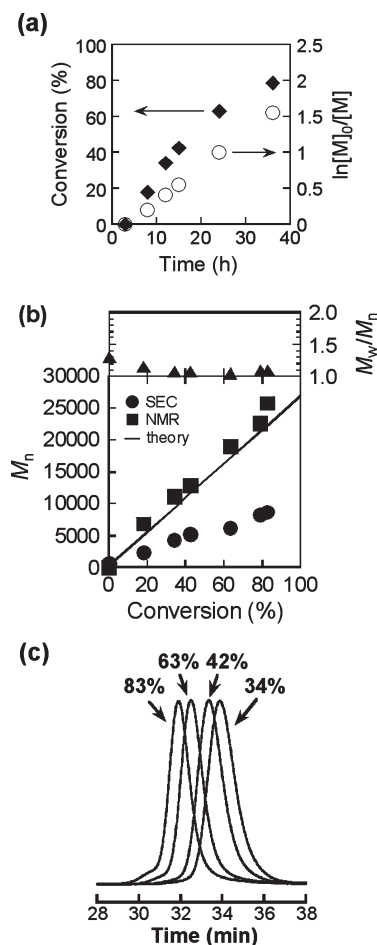 (a)
100
80
60
40
20
0
Conversion (%)
2.5
2
1.5
1
0.5
0
ln[M]0/[M]
0 10 20 30 40
Time (h)
(b)
2.0
1.5
1.0
Mw/Mn
30000
25000
20000
15000
10000
5000
0
Mn
SEC
NMR
theory
0 20 40 60 80 100
Conversion (%)
(c)
63% 42%
83% 34%
28 30 32 34 36 38
Time (min)